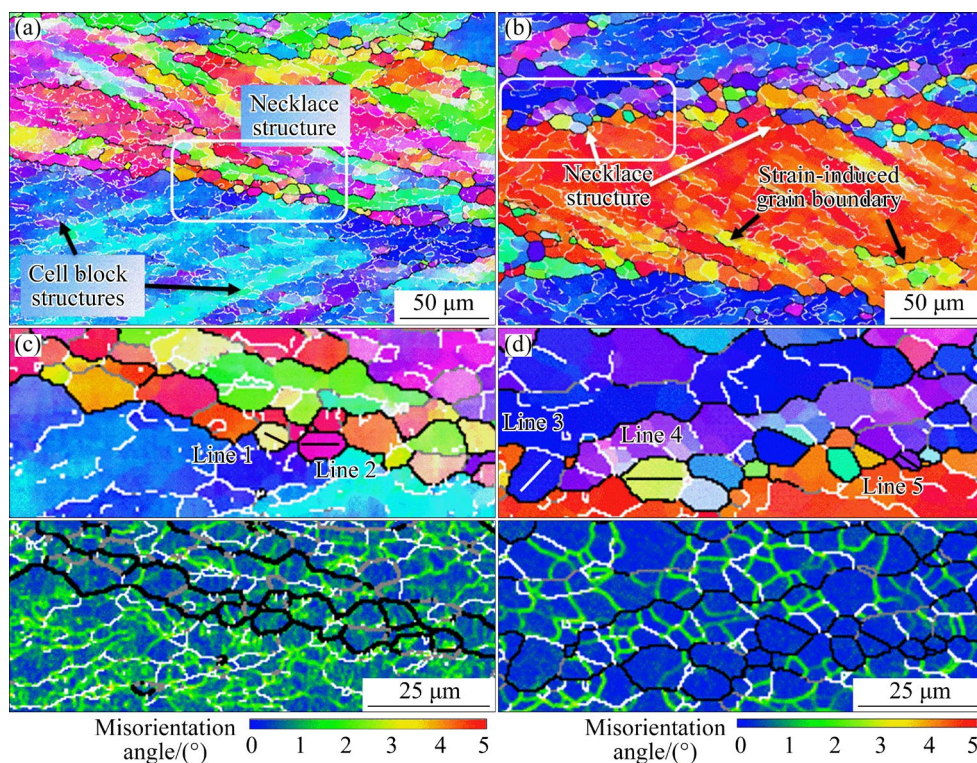 (a)
Necklace
structure
Cell block
structures
50 μm
(b)
Necklace
structure
Strain-induced
grain boundary
50 μm
(c)
Line 1
Line 2
(d)
Line 3
Line 4
Line 5
25 μm
25 μm
Misorientation
angle/(°)
0 1 2 3 4 5
Misorientation
angle/(°)
0 1 2 3 4 5